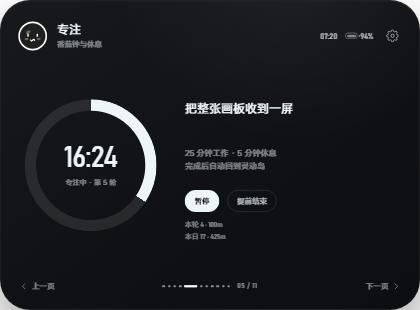 专注
番茄钟与休息
07:20
94%
16:24
专注中 · 第 5 轮
把整张画板收到一屏
25 分钟工作 · 5 分钟休息
完成后自动回到灵动岛
暂停
提前结束
本轮 4 · 100m
本日 17 · 425m
上一页
05 / 11
下一页